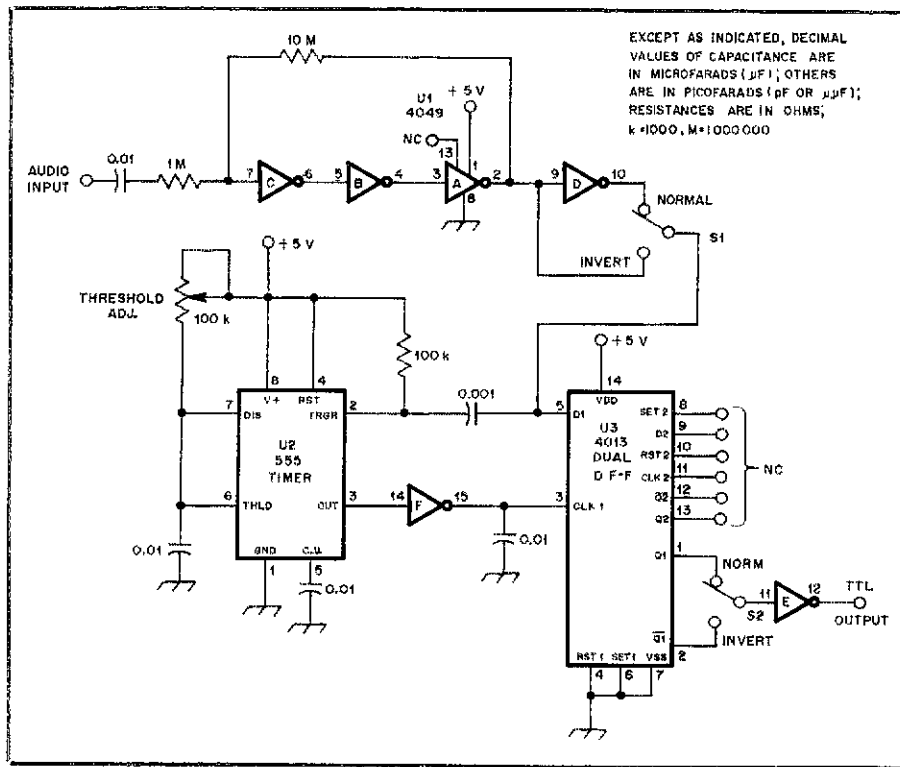 EXCEPT AS INDICATED, DECIMAL
VALUES OF CAPACITANCE ARE
IN MICROFARADS (µF); OTHERS
ARE IN PICOFARADS (pF OR µµF);
RESISTANCES ARE IN OHMS;
k=1000, M=1000000
10 M
+5 V
U1
4049
NC
13
1
AUDIO
INPUT
0.01
1M
7
C
6
5
B
4
3
A
2
8
9
D
10
NORMAL
S1
INVERT
+5 V
THRESHOLD
ADJ.
100 k
100 k
0.001
+5 V
8
4
14
V+
RST
VDD
7
DIS
TRGR
2
5
D1
SET 2
8
U2
555
TIMER
U3
4013
DUAL
D F-F
D2
9
RST 2
10
CLK 2
11
NC
Q2
12
Q2
13
6
THLD
OUT
3
14
F
15
3
CLK 1
0.01
0.01
GND
C.V.
1
5
0.01
Q1
1
NORM
S2
11
E
12
TTL
OUTPUT
Q1
2
INVERT
RST 1
SET 1
VSS
4
6
7